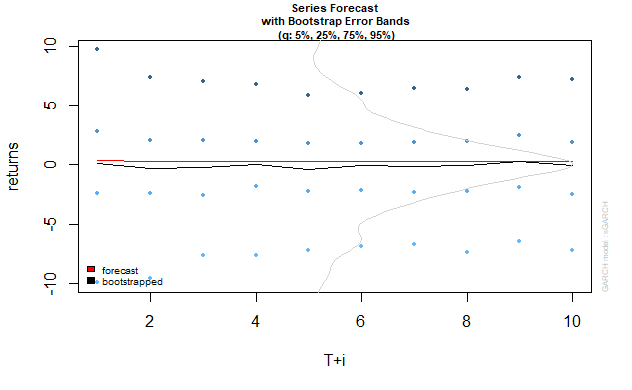 Series Forecast
with Bootstrap Error Bands
(q: 5%, 25%, 75%, 95%)
returns
10
5
0
-5
-10
forecast
bootstrapped
2
4
6
8
10
T+i
GARCH model: sGARCH